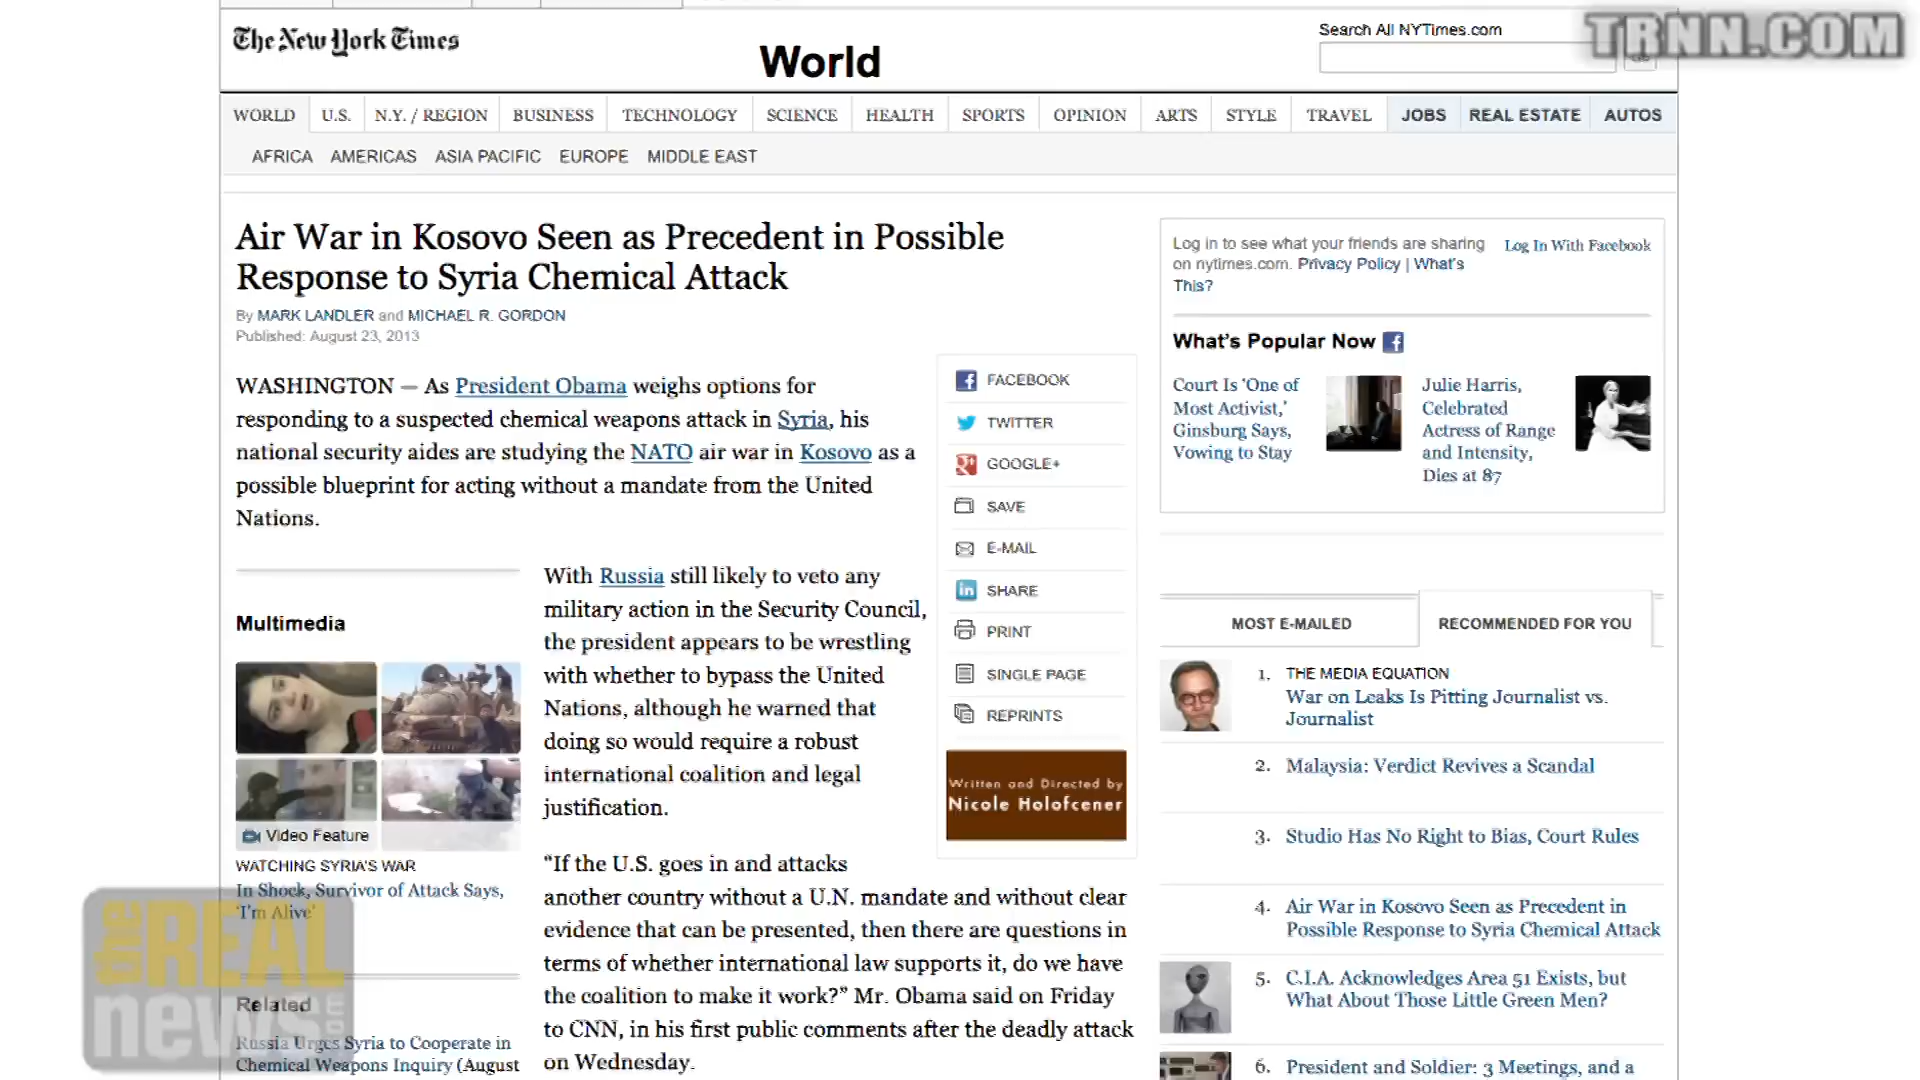 TRNN.COM
The New York Times
World
Search All NYTimes.com
WORLD U.S. N.Y. / REGION BUSINESS TECHNOLOGY SCIENCE HEALTH SPORTS OPINION ARTS STYLE TRAVEL JOBS REAL ESTATE AUTOS
AFRICA AMERICAS ASIA PACIFIC EUROPE MIDDLE EAST
Air War in Kosovo Seen as Precedent in Possible
Response to Syria Chemical Attack
By MARK LANDLER and MICHAEL R. GORDON
Published: August 23, 2013
WASHINGTON — As President Obama weighs options for
responding to a suspected chemical weapons attack in Syria, his
national security aides are studying the NATO air war in Kosovo as a
possible blueprint for acting without a mandate from the United
Nations.
With Russia still likely to veto any
military action in the Security Council,
the president appears to be wrestling
with whether to bypass the United
Nations, although he warned that
doing so would require a robust
international coalition and legal
justification.
“If the U.S. goes in and attacks
another country without a U.N. mandate and without clear
evidence that can be presented, then there are questions in
terms of whether international law supports it, do we have
the coalition to make it work?” Mr. Obama said on Friday
to CNN, in his first public comments after the deadly attack
on Wednesday.
Multimedia
Video Feature
WATCHING SYRIA'S WAR
In Shock, Survivor of Attack Says,
'I'm Alive'
Related
Russia Urges Syria to Cooperate in
Chemical Weapons Inquiry (August
the
REAL
news.com
FACEBOOK
TWITTER
GOOGLE+
SAVE
E-MAIL
SHARE
PRINT
SINGLE PAGE
REPRINTS
Written and Directed by
Nicole Holofcener
Log in to see what your friends are sharing
on nytimes.com. Privacy Policy | What's
This?
Log In With Facebook
What's Popular Now
Court Is 'One of
Most Activist,'
Ginsburg Says,
Vowing to Stay
Julie Harris,
Celebrated
Actress of Range
and Intensity,
Dies at 87
MOST E-MAILED
RECOMMENDED FOR YOU
1. THE MEDIA EQUATION
War on Leaks Is Pitting Journalist vs.
Journalist
2. Malaysia: Verdict Revives a Scandal
3. Studio Has No Right to Bias, Court Rules
4. Air War in Kosovo Seen as Precedent in
Possible Response to Syria Chemical Attack
5. C.I.A. Acknowledges Area 51 Exists, but
What About Those Little Green Men?
6. President and Soldier: 3 Meetings, and a